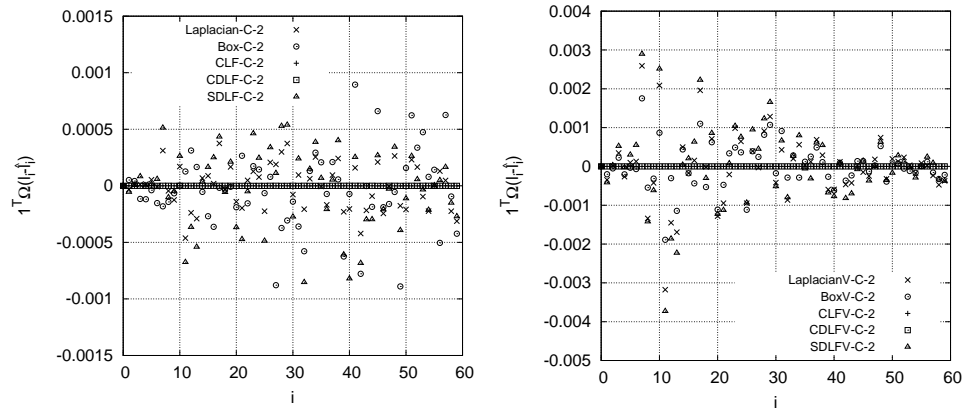 0.0015
0.001
0.0005
0
-0.0005
-0.001
-0.0015
1ᵀΩ(fᵢ-f̄ᵢ)
Laplacian-C-2
Box-C-2
CLF-C-2
CDLF-C-2
SDLF-C-2
0 10 20 30 40 50 60
i
0.004
0.003
0.002
0.001
0
-0.001
-0.002
-0.003
-0.004
-0.005
1ᵀΩ(fᵢ-f̄ᵢ)
LaplacianV-C-2
BoxV-C-2
CLFV-C-2
CDLFV-C-2
SDLFV-C-2
0 10 20 30 40 50 60
i